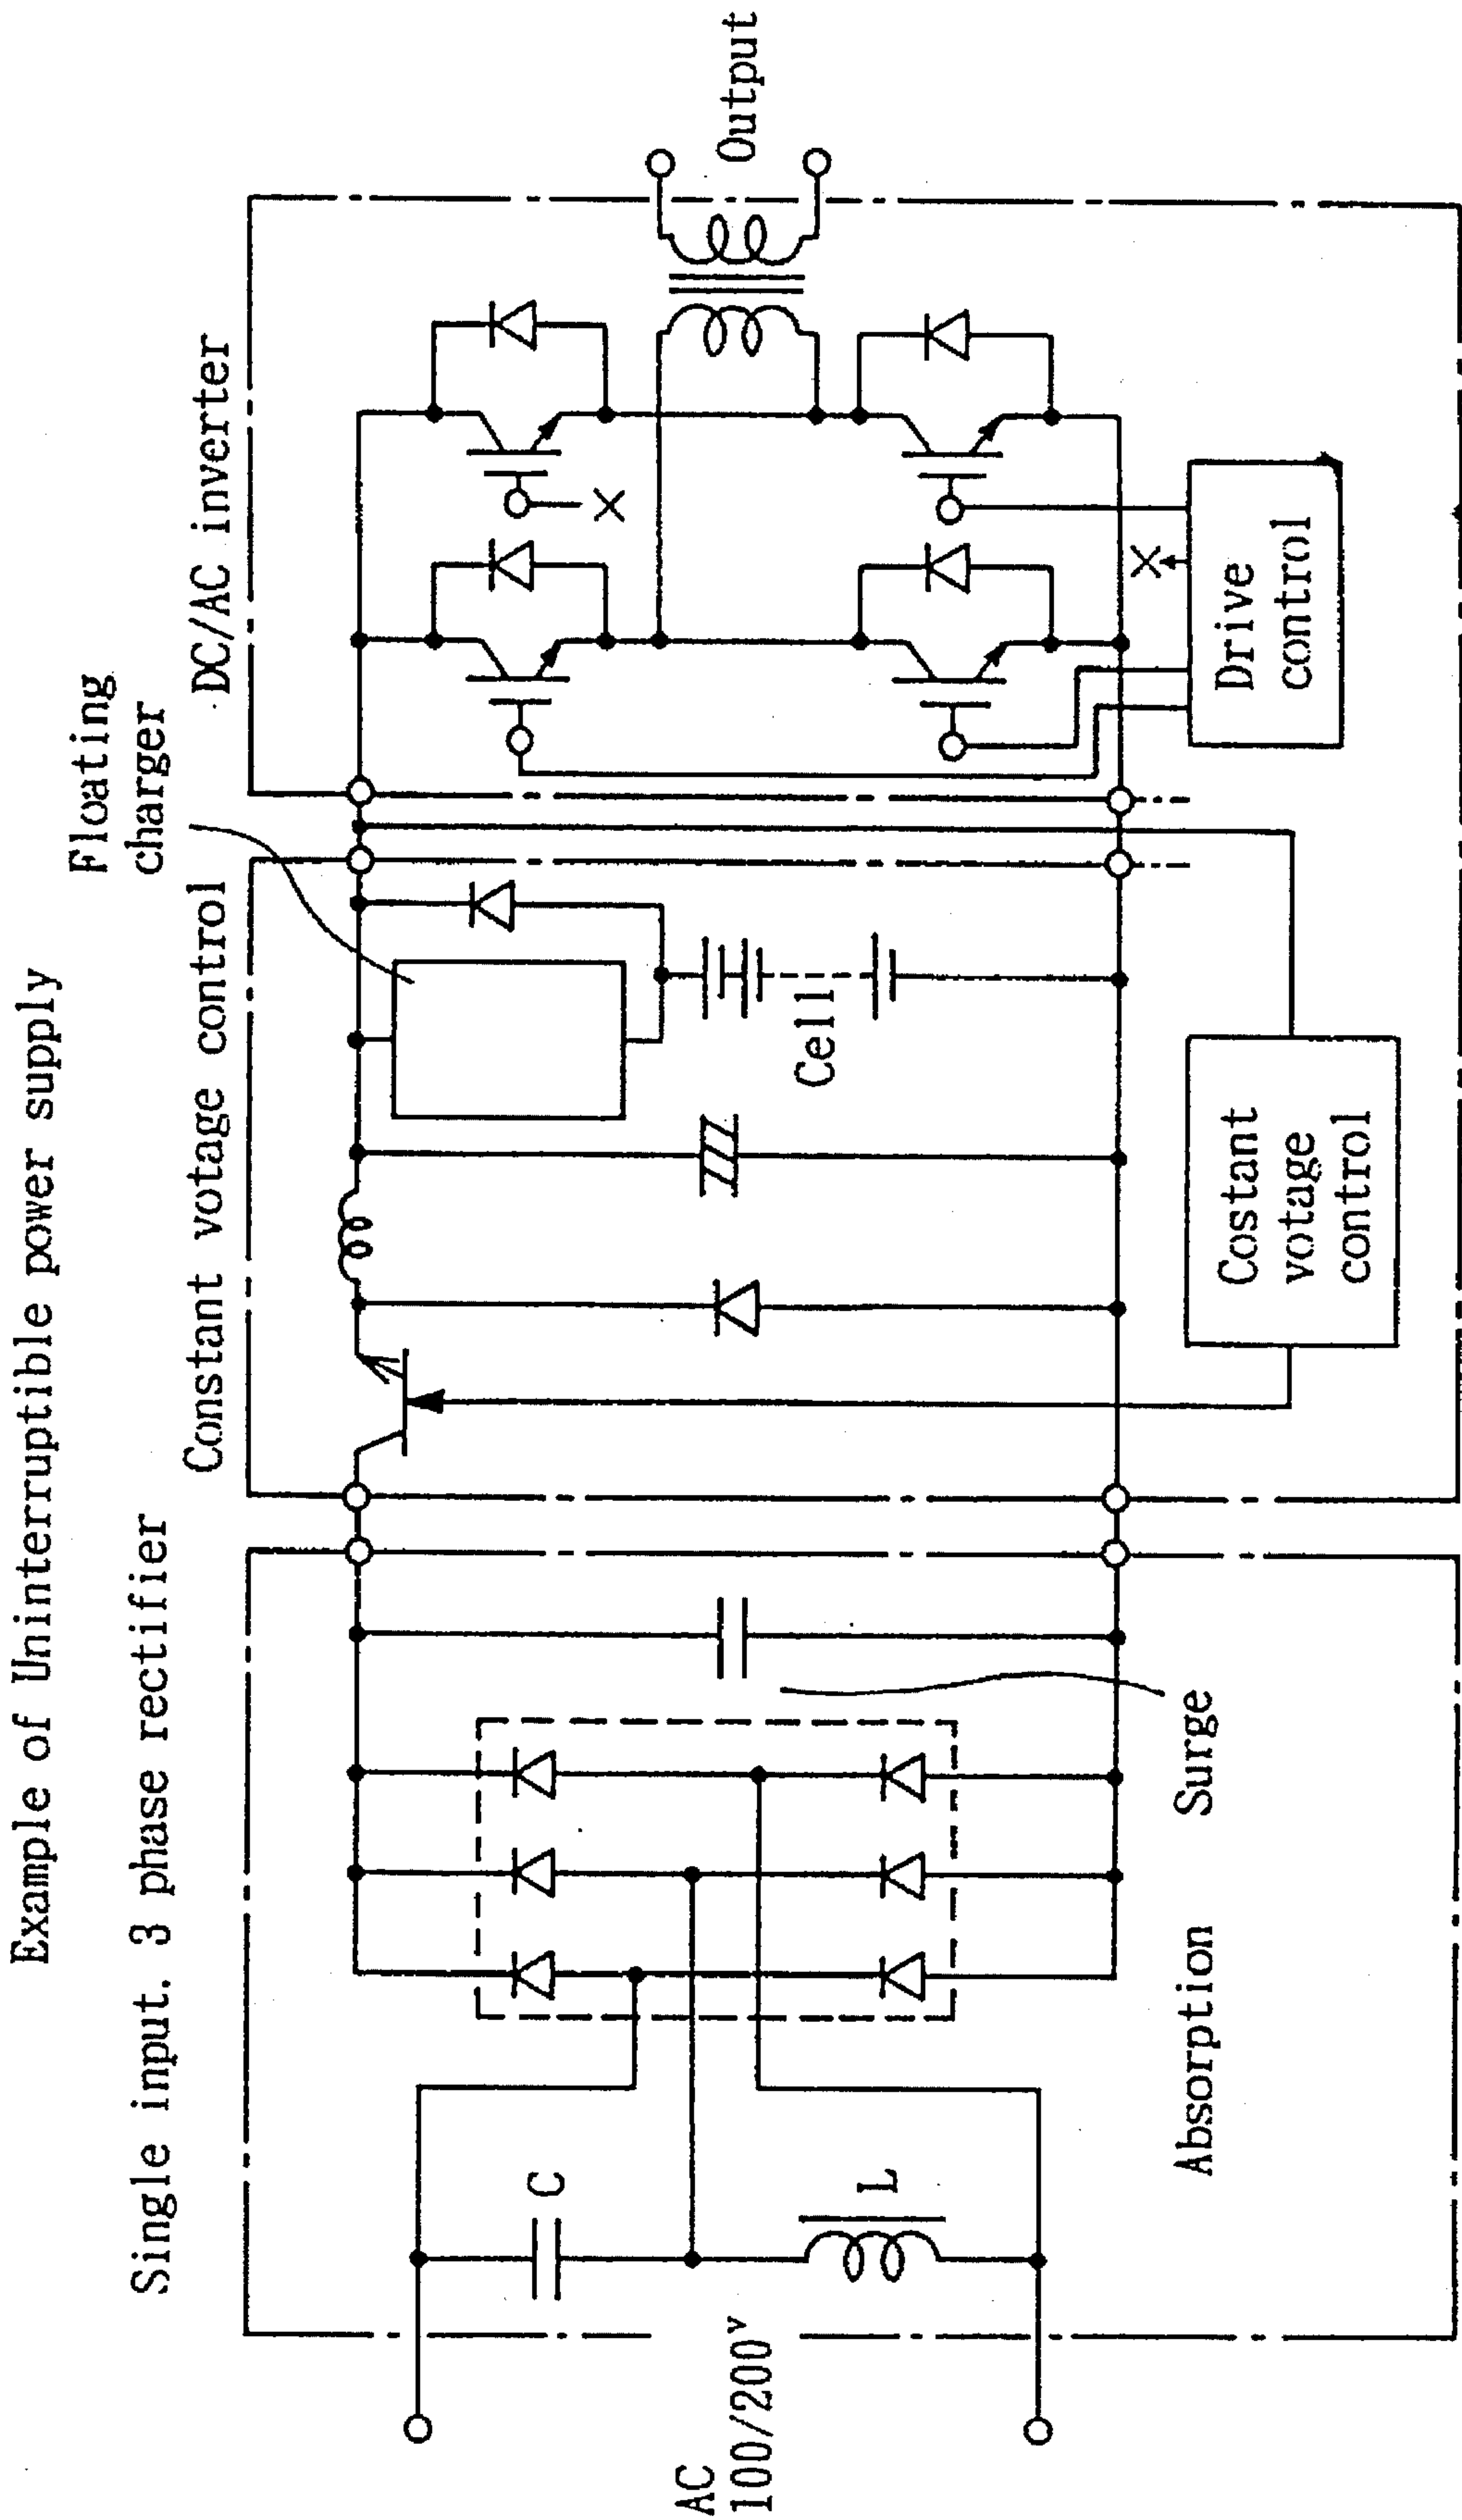 Example of Uninterruptible power supply
Single input. 3 phase rectifier
Constant votage control
Floating
charger
DC/AC inverter
AC
100/200V
C
L
Absorption Surge
Cell
Costant
votage
control
X
X
Drive
control
Output